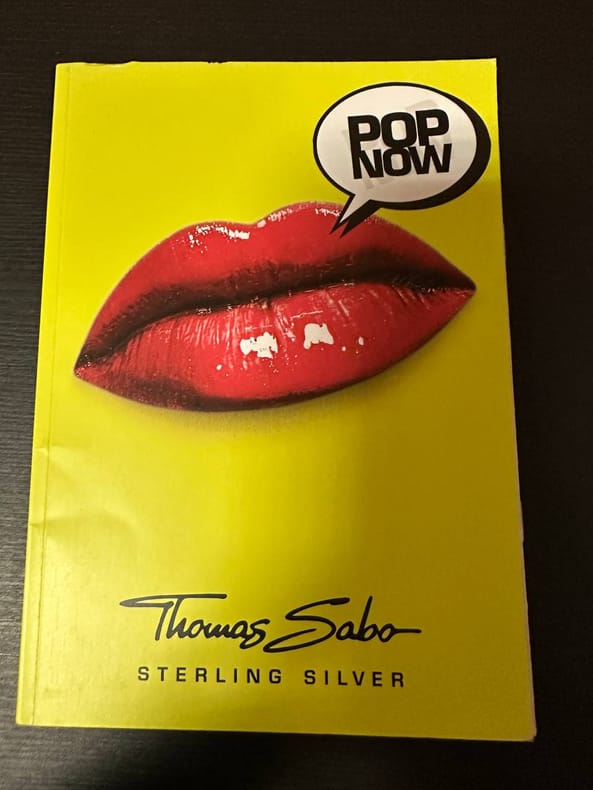 POP
NOW
Thomas Sabo
STERLING SILVER